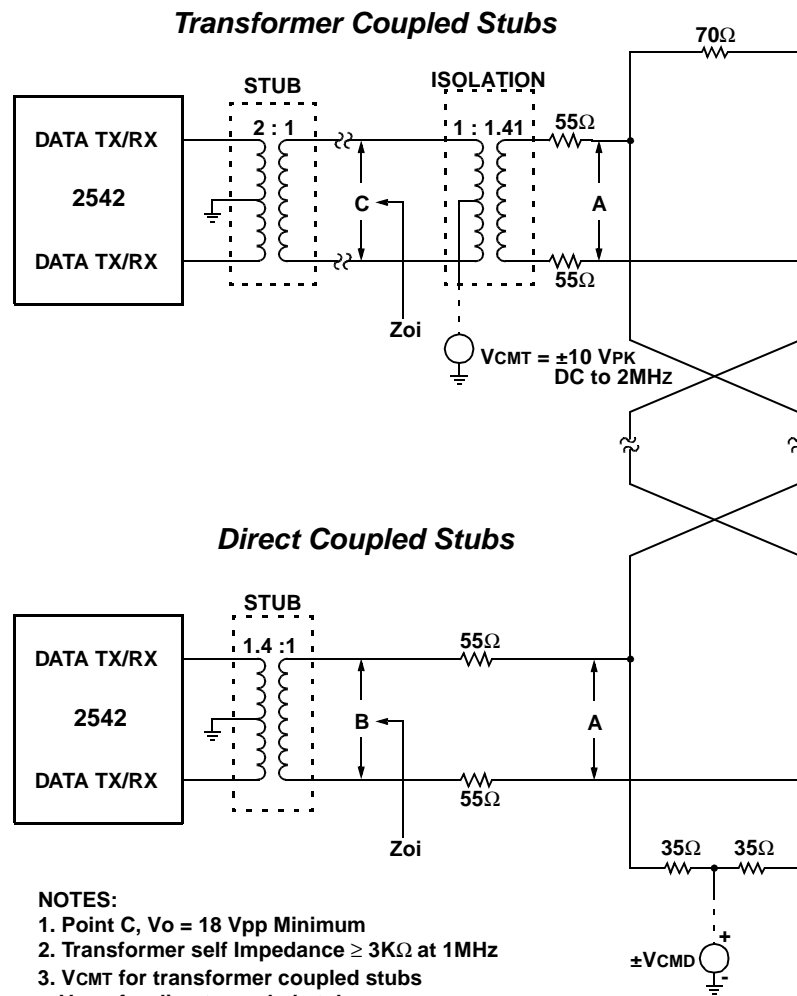 Transformer Coupled Stubs
70Ω
STUB
ISOLATION
2 : 1
1 : 1.41
55Ω
DATA TX/RX
2542
DATA TX/RX
C
A
55Ω
Zoi
VCMT = ±10 VPK
DC to 2MHZ
Direct Coupled Stubs
STUB
1.4 :1
55Ω
DATA TX/RX
2542
DATA TX/RX
B
A
55Ω
Zoi
35Ω
35Ω
+
±VCMD
-
NOTES:
1. Point C, Vo = 18 Vpp Minimum
2. Transformer self Impedance ≥ 3KΩ at 1MHz
3. VCMT for transformer coupled stubs